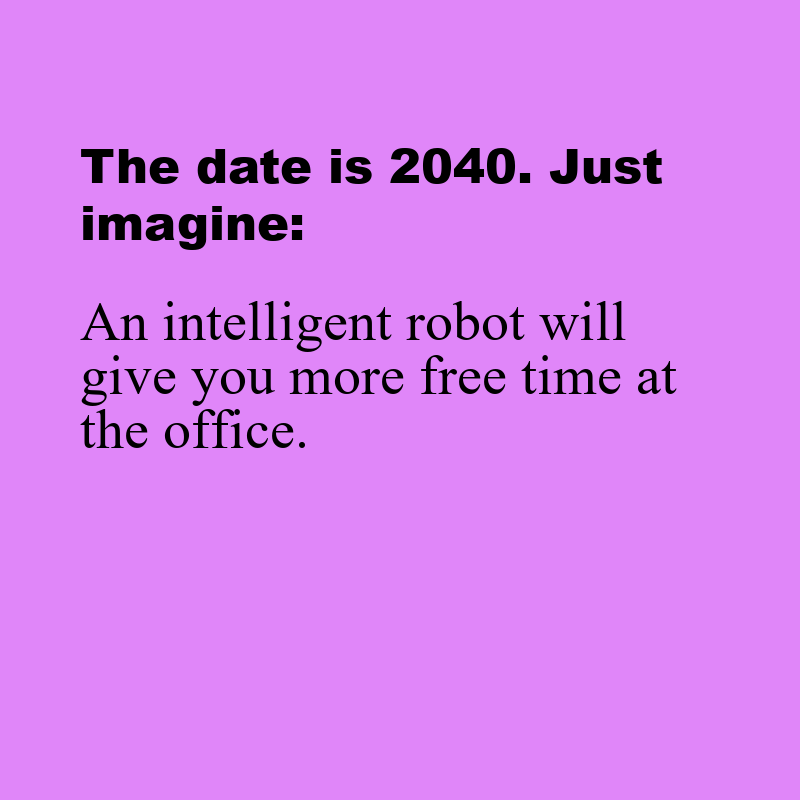 The date is 2040. Just
imagine:
An intelligent robot will
give you more free time at
the office.